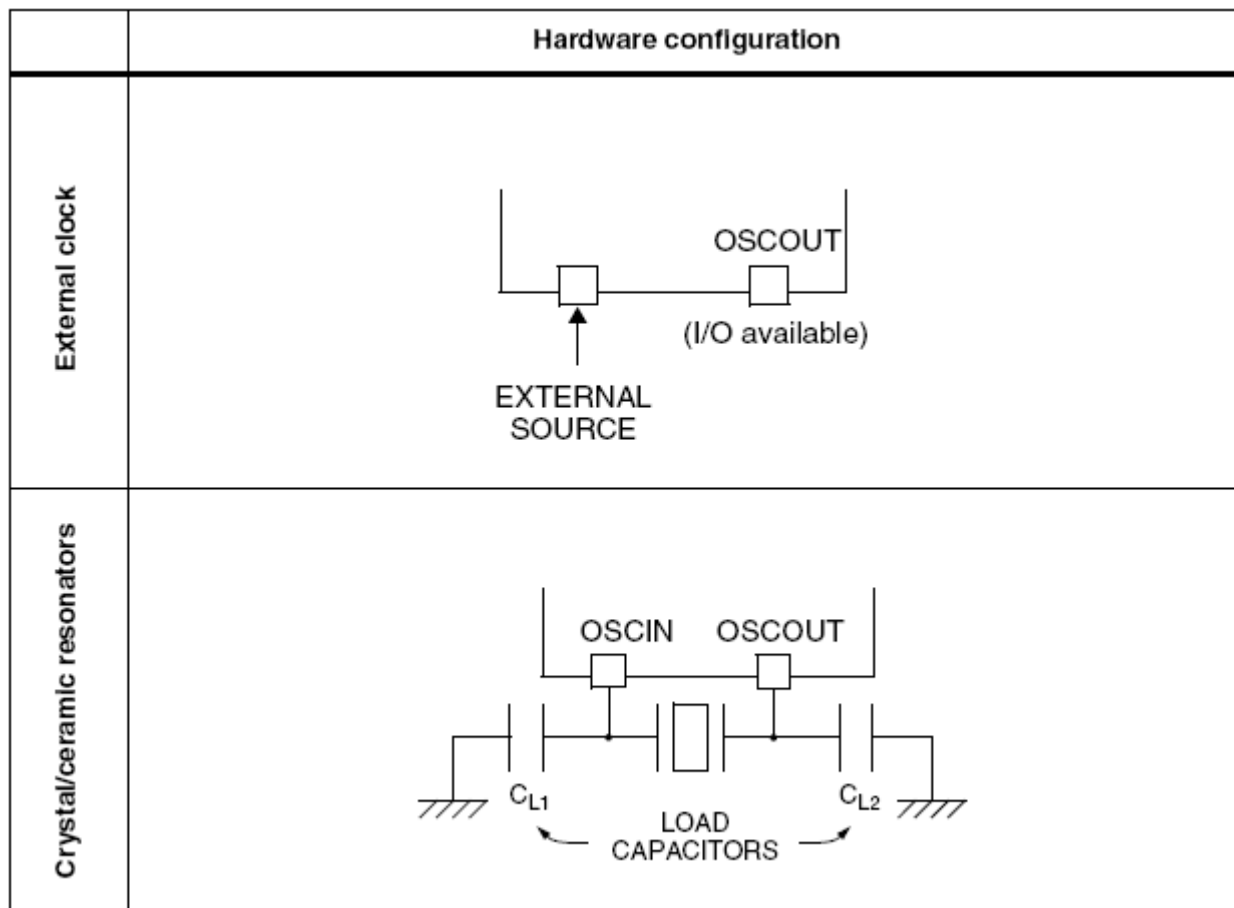 Hardware configuration
External clock
OSCOUT
(I/O available)
EXTERNAL
SOURCE
Crystal/ceramic resonators
OSCIN
OSCOUT
CL1
CL2
LOAD
CAPACITORS